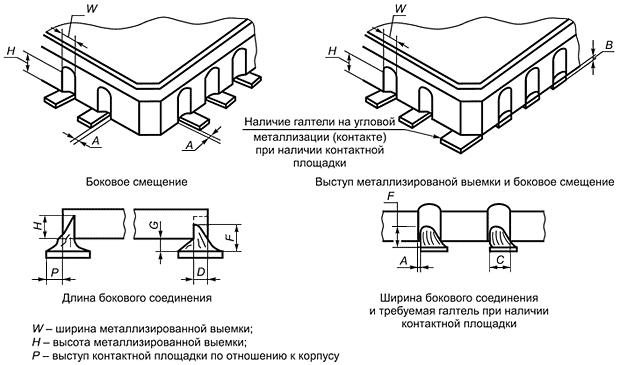 W
H
A
A
Боковое смещение
W
H
B
Наличие галтели на угловой
металлизации (контакте)
при наличии контактной
площадки
Выступ металлизированой выемки и боковое смещение
H
P
G
F
D
Длина бокового соединения
F
A
C
Ширина бокового соединения
и требуемая галтель при наличии
контактной площадки
W – ширина металлизированной выемки;
H – высота металлизированной выемки;
P – выступ контактной площадки по отношению к корпусу